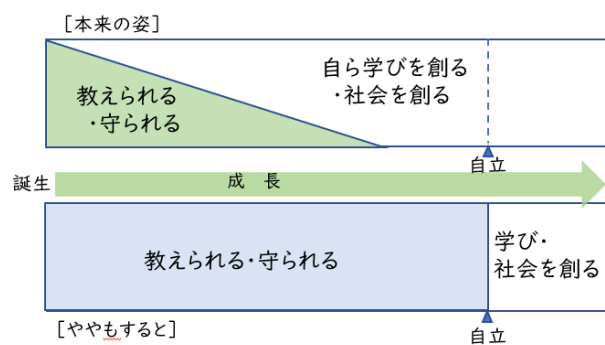 [本来の姿]
教えられる
・守られる
自ら学びを創る
・社会を創る
自立
誕生
成　長
教えられる・守られる
学び・
社会を創る
[ややもすると]
自立